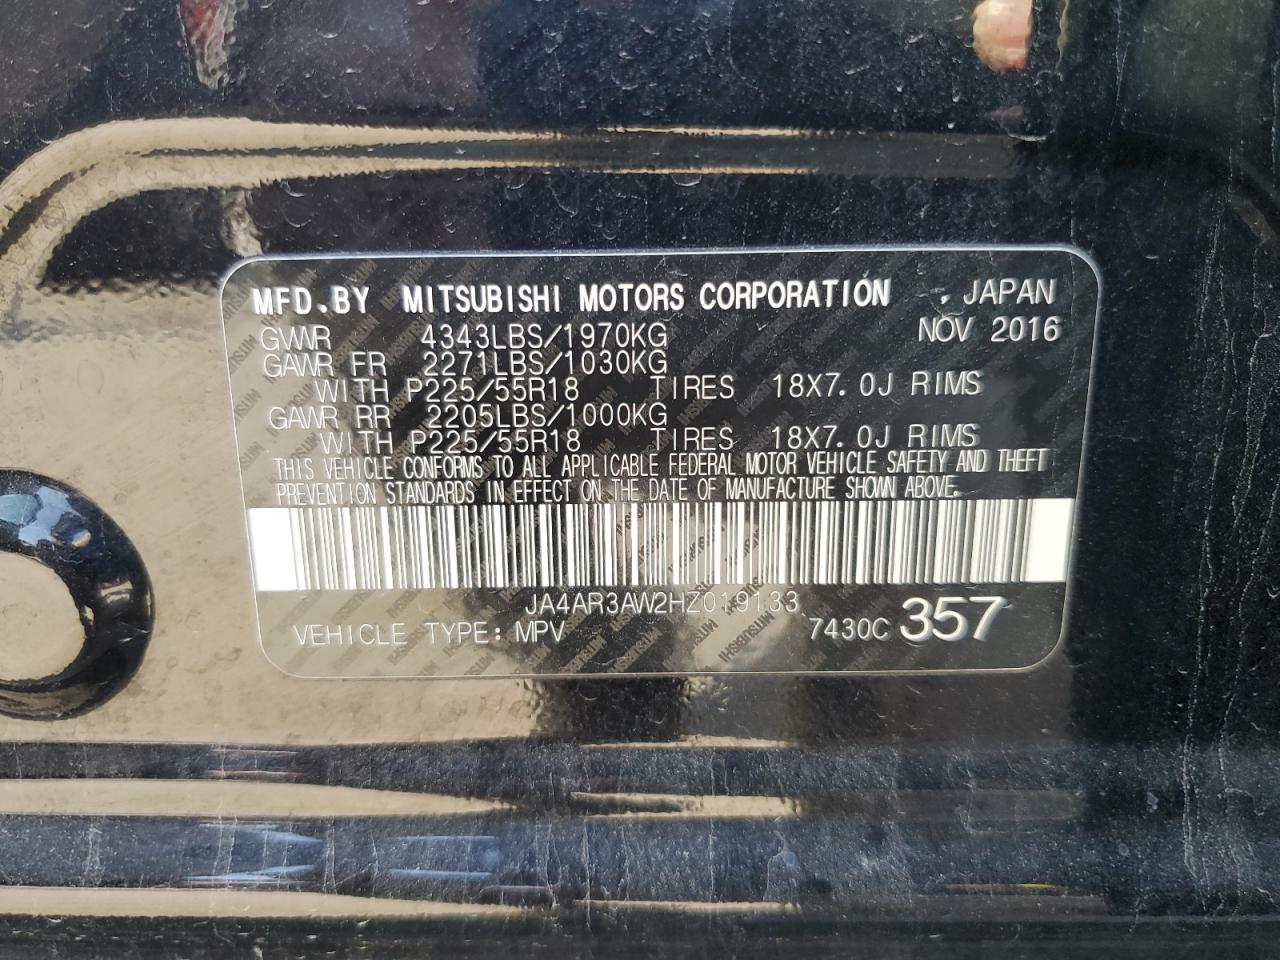 MFD.BY MITSUBISHI MOTORS CORPORATION , JAPAN
GVWR 4343LBS/1970KG NOV 2016
GAWR FR 2271LBS/1030KG
WITH P225/55R18 TIRES 18X7.0J RIMS
GAWR RR 2205LBS/1000KG
WITH P225/55R18 TIRES 18X7.0J RIMS
THIS VEHICLE CONFORMS TO ALL APPLICABLE FEDERAL MOTOR VEHICLE SAFETY AND THEFT
PREVENTION STANDARDS IN EFFECT ON THE DATE OF MANUFACTURE SHOWN ABOVE.
JA4AR3AW2HZ019133
VEHICLE TYPE: MPV 7430C 357